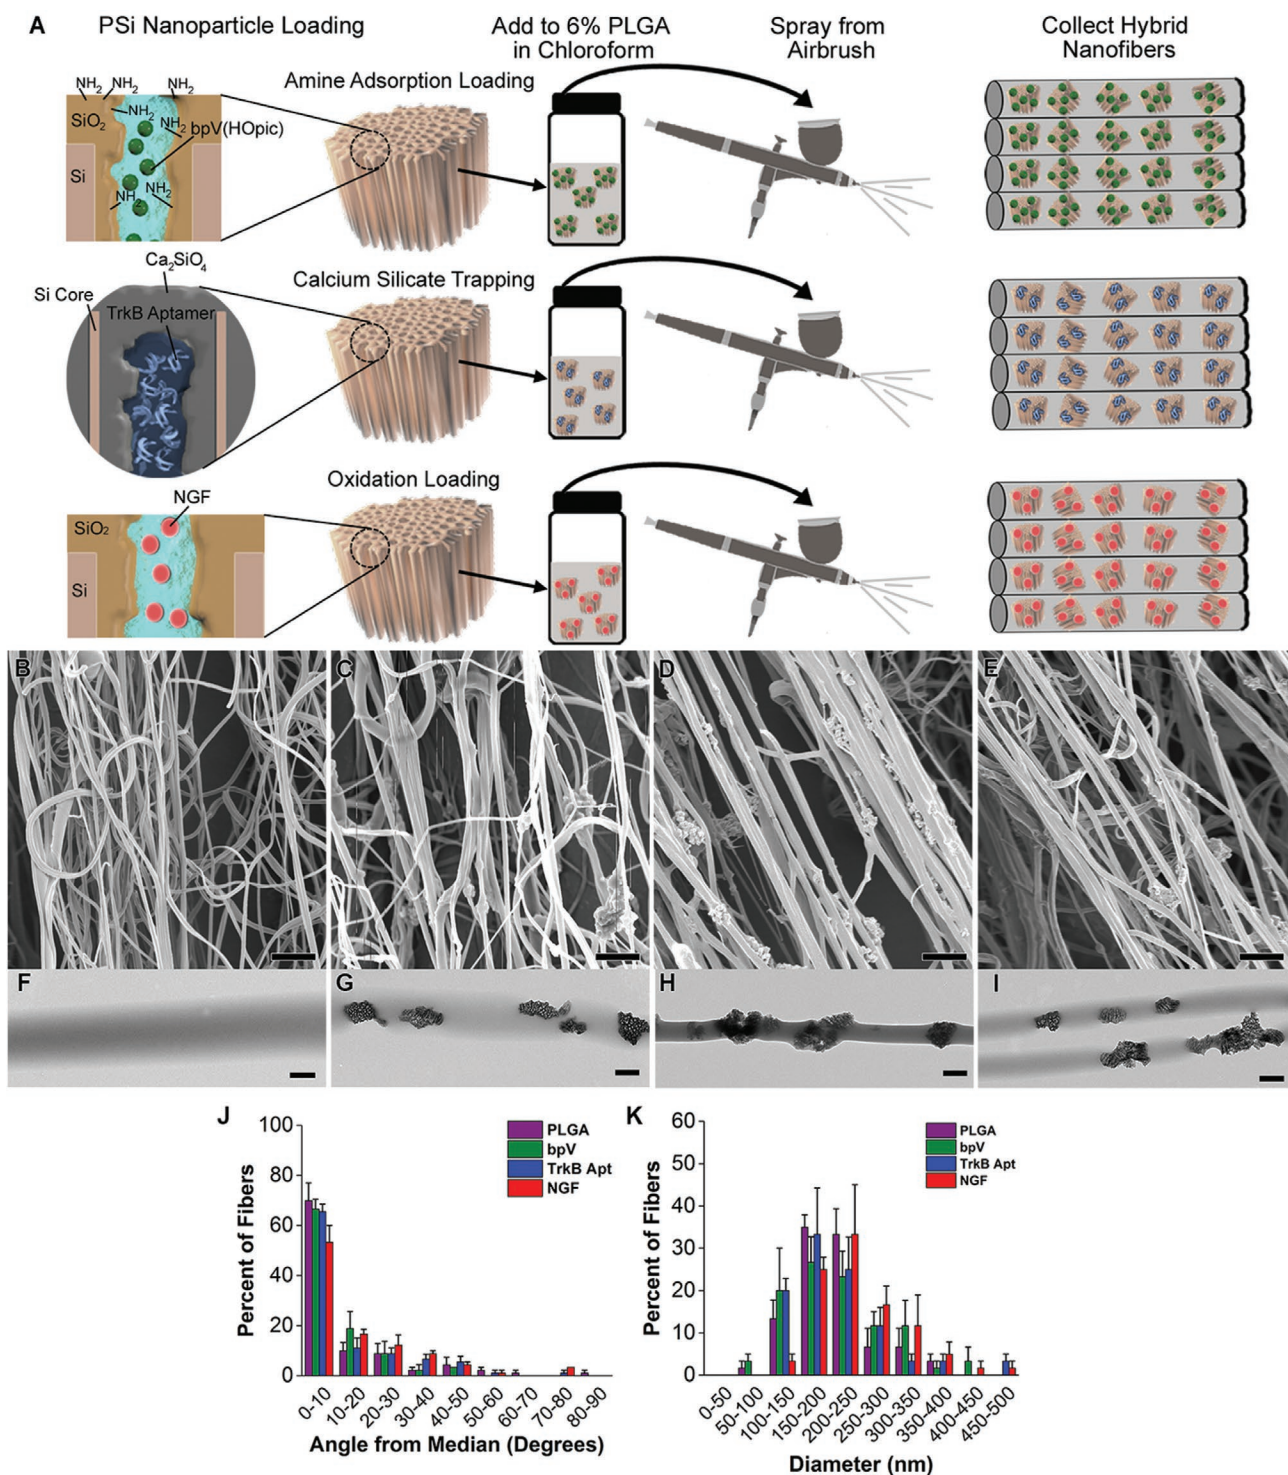 A
PSi Nanoparticle Loading
Add to 6% PLGA
in Chloroform
Spray from
Airbrush
Collect Hybrid
Nanofibers
NH2 NH2 NH2
SiO2
NH2
NH2
bpV(HOpic)
Si
NH2
NH2
Amine Adsorption Loading
Ca2SiO4
Si Core
TrkB Aptamer
Calcium Silicate Trapping
NGF
SiO2
Si
Oxidation Loading
B
C
D
E
F
G
H
I
J
Percent of Fibers
100
80
60
40
20
0
PLGA
bpV
TrkB Apt
NGF
0-10
10-20
20-30
30-40
40-50
50-60
60-70
70-80
80-90
Angle from Median (Degrees)
K
Percent of Fibers
60
50
40
30
20
10
0
PLGA
bpV
TrkB Apt
NGF
0-50
50-100
100-150
150-200
200-250
250-300
300-350
350-400
400-450
450-500
Diameter (nm)